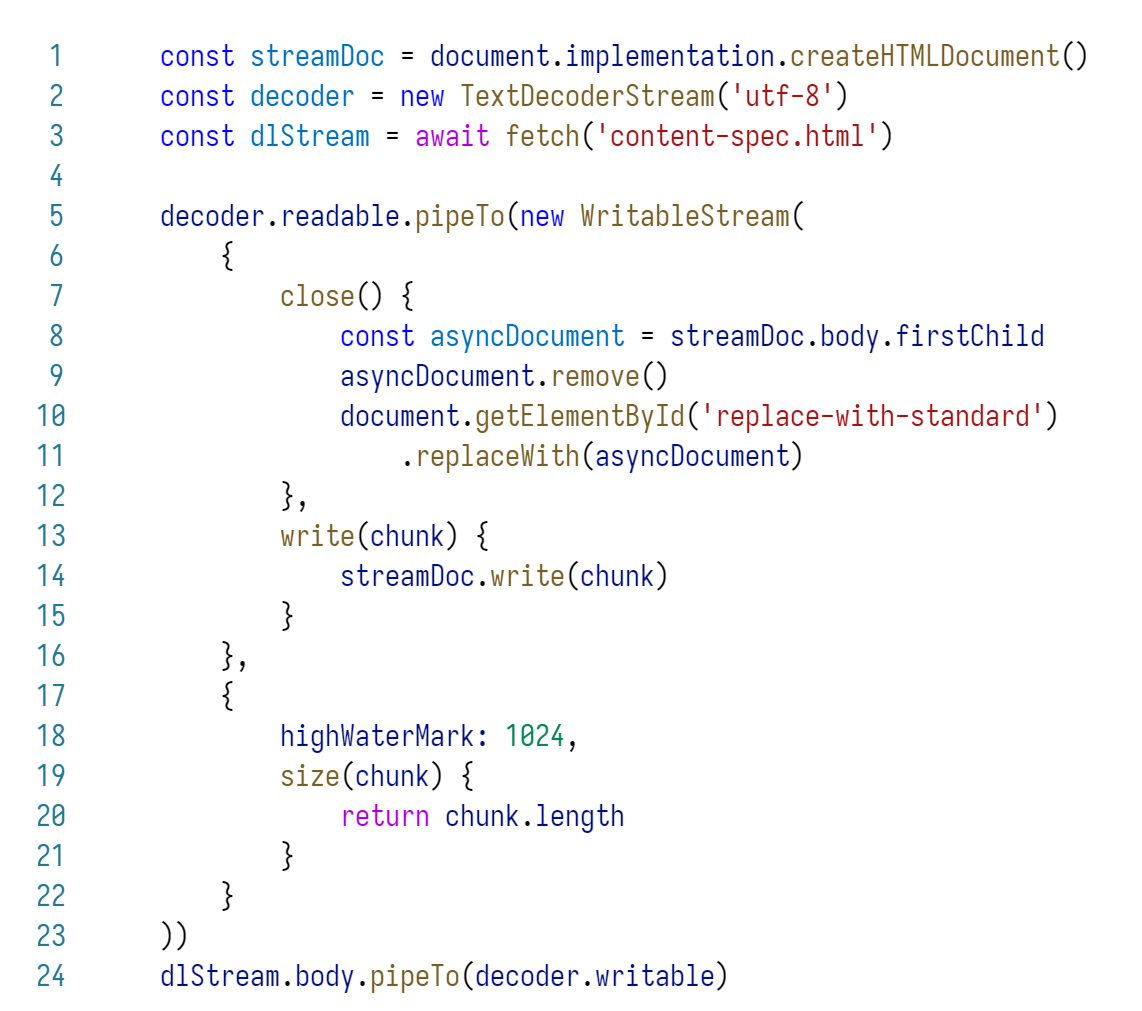 1 const streamDoc = document.implementation.createHTMLDocument()
2 const decoder = new TextDecoderStream('utf-8')
3 const dlStream = await fetch('content-spec.html')
4
5 decoder.readable.pipeTo(new WritableStream(
6 {
7 close() {
8 const asyncDocument = streamDoc.body.firstChild
9 asyncDocument.remove()
10 document.getElementById('replace-with-standard')
11 .replaceWith(asyncDocument)
12 },
13 write(chunk) {
14 streamDoc.write(chunk)
15 }
16 },
17 {
18 highWaterMark: 1024,
19 size(chunk) {
20 return chunk.length
21 }
22 }
23 ))
24 dlStream.body.pipeTo(decoder.writable)